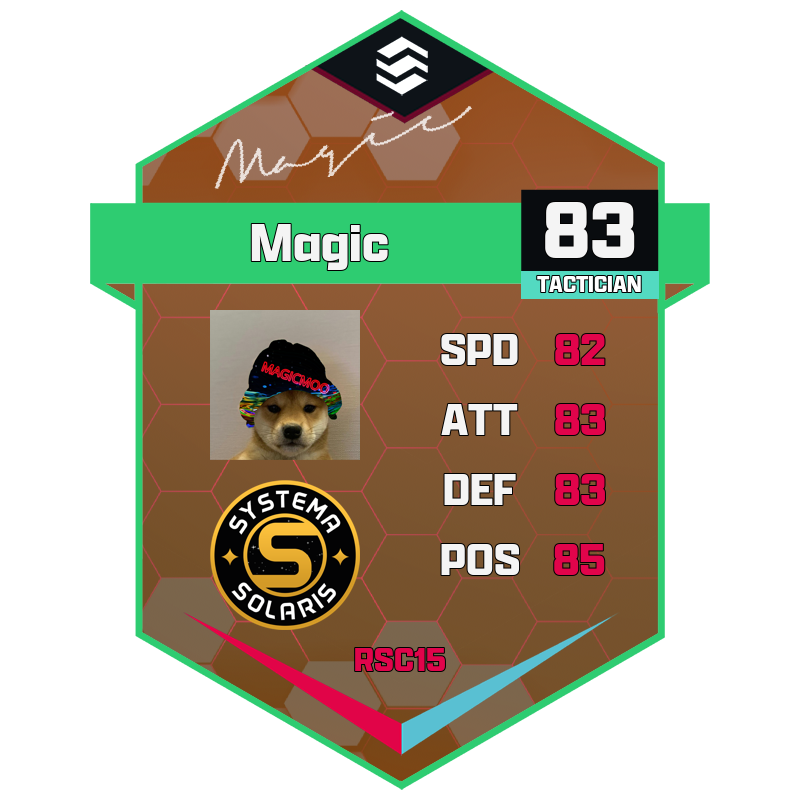 Magic
Magic
83
TACTICIAN
MAGICMOO
SPD 82
ATT 83
DEF 83
POS 85
SYSTEMA
S
SOLARIS
RSC15